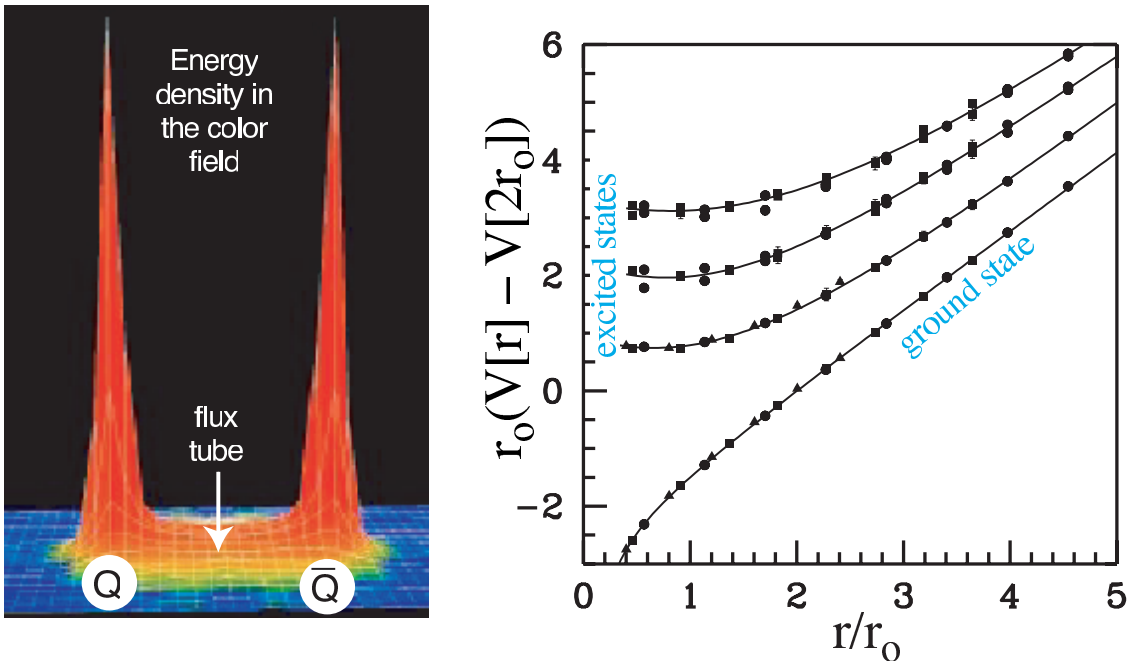 Energy
density in
the color
field
flux
tube
Q
Q̅
r₀(V[r] − V[2r₀])
6
4
2
0
-2
excited states
ground state
0
1
2
3
4
5
r/r₀